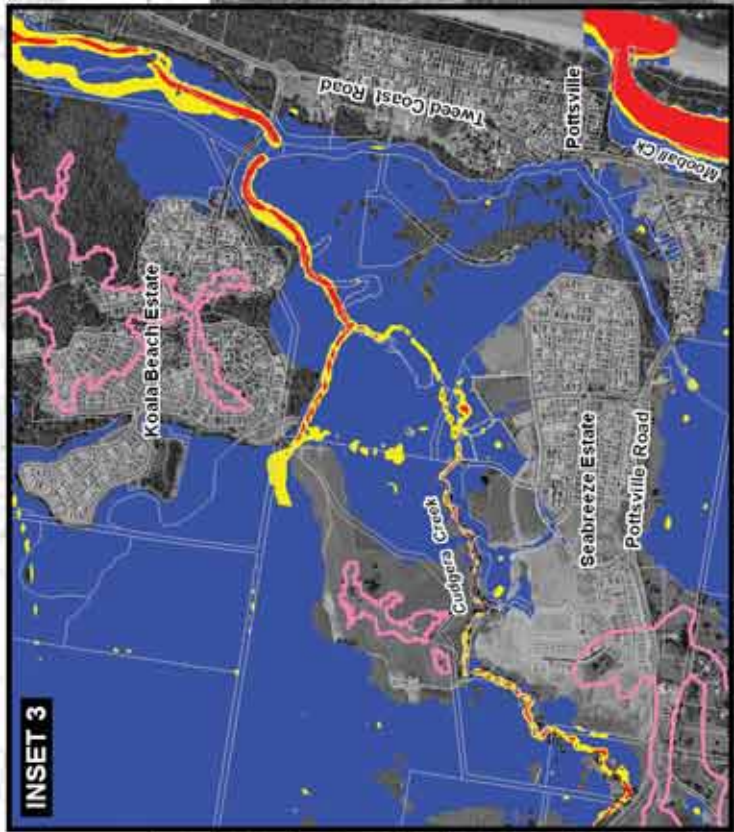 INSET 3
Koala Beach Estate
Tweed Coast Road
Pottsville
Mooball Ck
Cudgera Creek
Seabreeze Estate
Pottsville Road